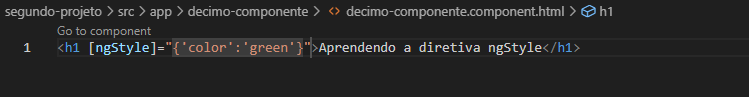 segundo-projeto > src > app > decimo-componente > <> decimo-componente.component.html > h1
Go to component
1 <h1 [ngStyle]="{'color':'green'}">Aprendendo a diretiva ngStyle</h1>